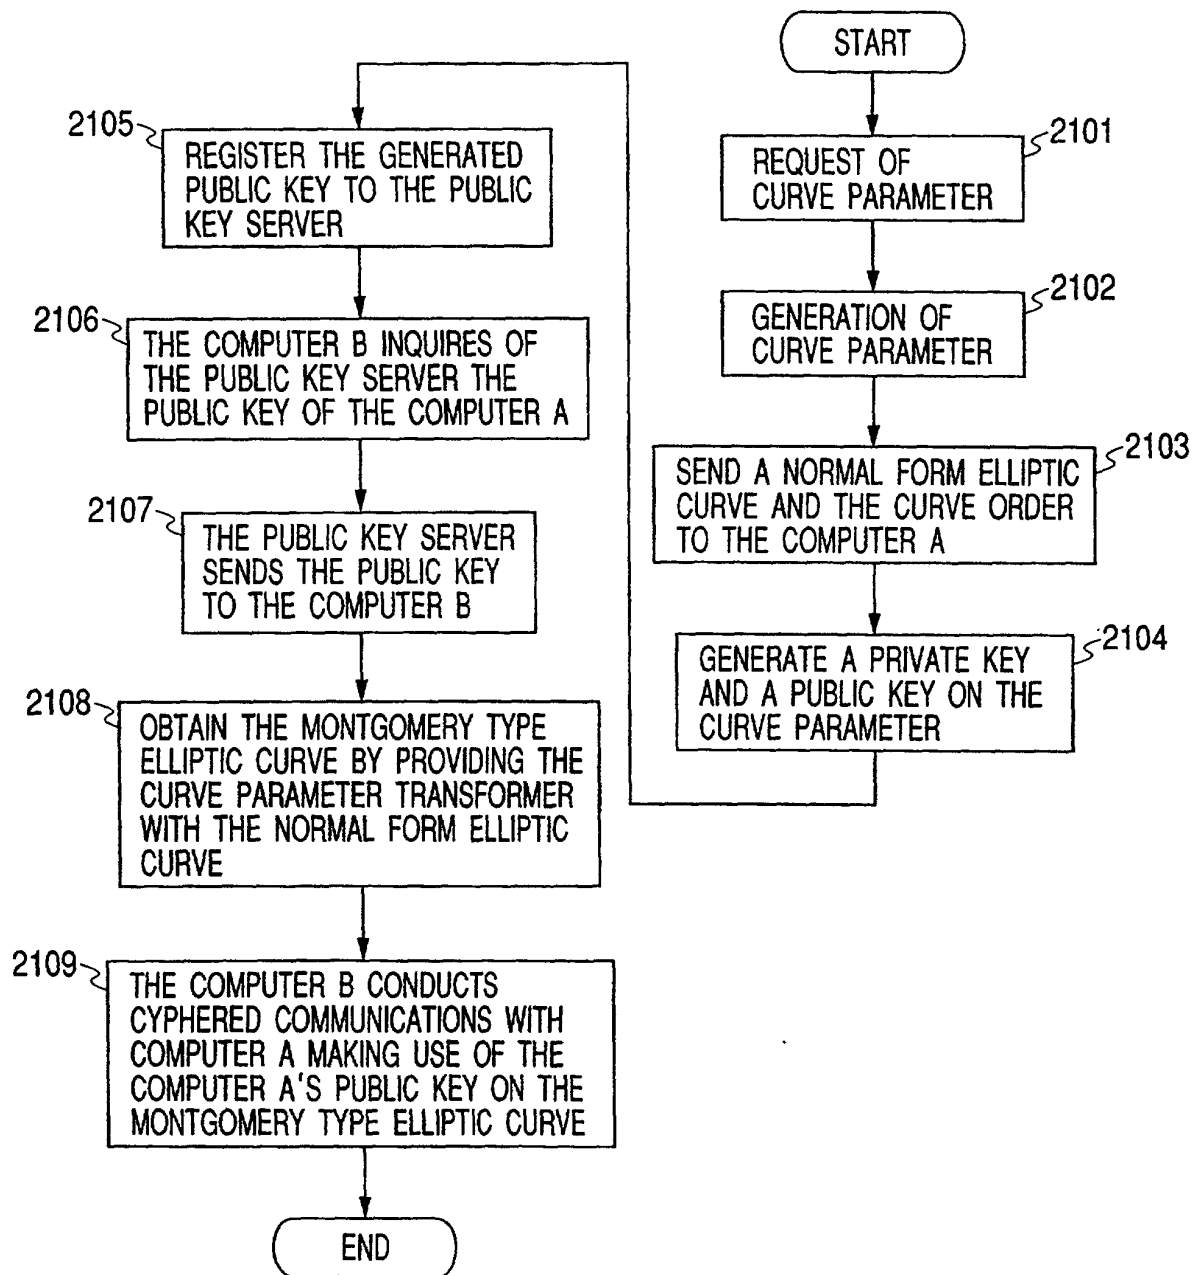 START
2101
REQUEST OF
CURVE PARAMETER
2102
GENERATION OF
CURVE PARAMETER
2103
SEND A NORMAL FORM ELLIPTIC
CURVE AND THE CURVE ORDER
TO THE COMPUTER A
2104
GENERATE A PRIVATE KEY
AND A PUBLIC KEY ON THE
CURVE PARAMETER
2105
REGISTER THE GENERATED
PUBLIC KEY TO THE PUBLIC
KEY SERVER
2106
THE COMPUTER B INQUIRES OF
THE PUBLIC KEY SERVER THE
PUBLIC KEY OF THE COMPUTER A
2107
THE PUBLIC KEY SERVER
SENDS THE PUBLIC KEY
TO THE COMPUTER B
2108
OBTAIN THE MONTGOMERY TYPE
ELLIPTIC CURVE BY PROVIDING THE
CURVE PARAMETER TRANSFORMER
WITH THE NORMAL FORM ELLIPTIC
CURVE
2109
THE COMPUTER B CONDUCTS
CYPHERED COMMUNICATIONS WITH
COMPUTER A MAKING USE OF THE
COMPUTER A'S PUBLIC KEY ON THE
MONTGOMERY TYPE ELLIPTIC CURVE
END